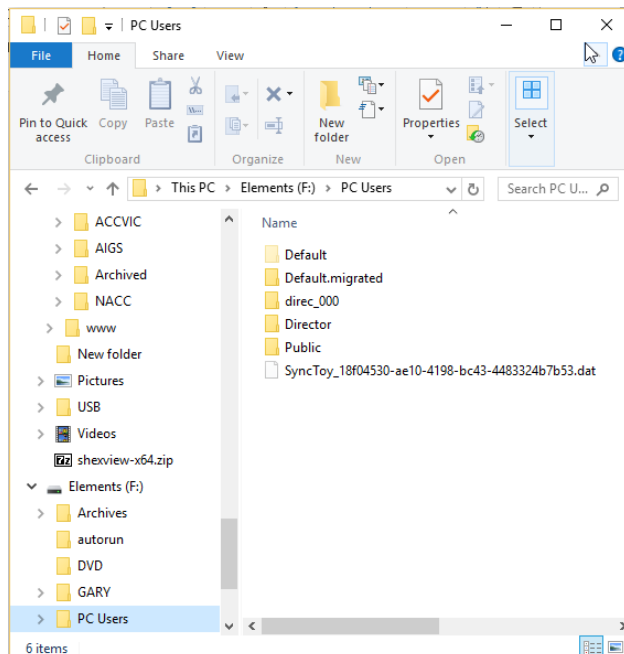 PC Users
File Home Share View
Pin to Quick access
Copy
Paste
New folder
Properties
Select
Clipboard Organize New Open
This PC > Elements (F:) > PC Users
Search PC U...
ACCVIC
AIGS
Archived
NACC
www
New folder
Pictures
USB
Videos
shexview-x64.zip
Elements (F:)
Archives
autorun
DVD
GARY
PC Users
Name
Default
Default.migrated
direc_000
Director
Public
SyncToy_18f04530-ae10-4198-bc43-4483324b7b53.dat
6 items